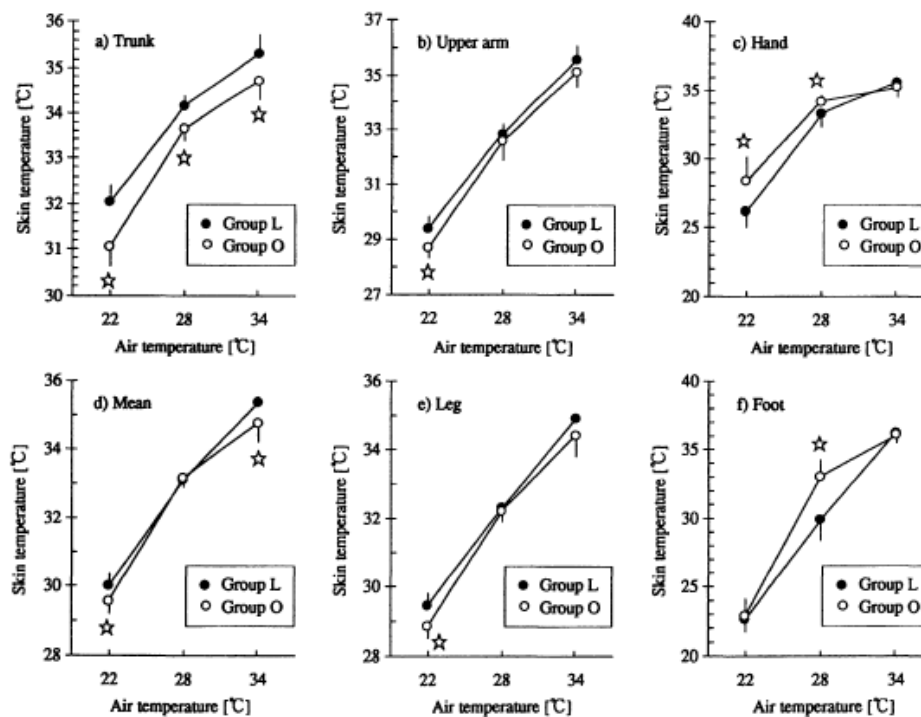 a) Trunk
Skin temperature [℃]
36
35
34
33
32
31
30
Group L
Group O
22
28
34
Air temperature [℃]
b) Upper arm
Skin temperature [℃]
37
35
33
31
29
27
Group L
Group O
22
28
34
Air temperature [℃]
c) Hand
Skin temperature [℃]
40
35
30
25
20
Group L
Group O
22
28
34
Air temperature [℃]
d) Mean
Skin temperature [℃]
36
34
32
30
28
Group L
Group O
22
28
34
Air temperature [℃]
e) Leg
Skin temperature [℃]
36
34
32
30
28
Group L
Group O
22
28
34
Air temperature [℃]
f) Foot
Skin temperature [℃]
40
35
30
25
20
Group L
Group O
22
28
34
Air temperature [℃]